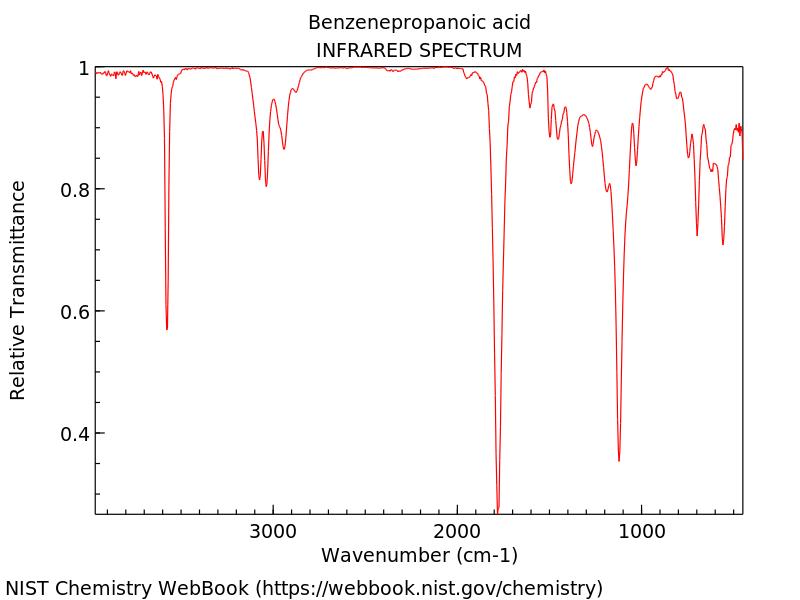 Benzenepropanoic acid
INFRARED SPECTRUM
1
0.8
0.6
0.4
Relative Transmittance
3000 2000 1000
Wavenumber (cm-1)
NIST Chemistry WebBook (https://webbook.nist.gov/chemistry)